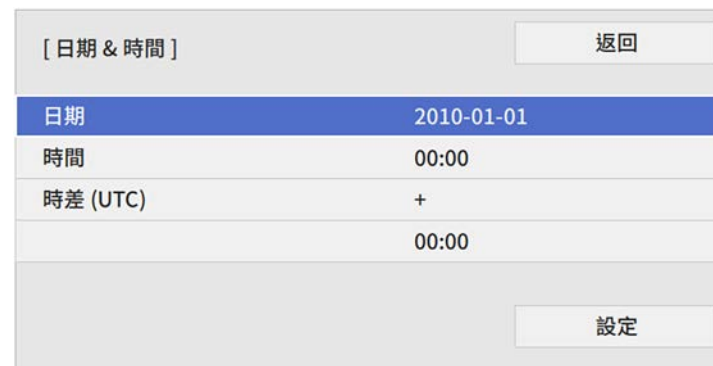 [ 日期 & 時間 ]
返回
日期 2010-01-01
時間 00:00
時差 (UTC) +
00:00
設定